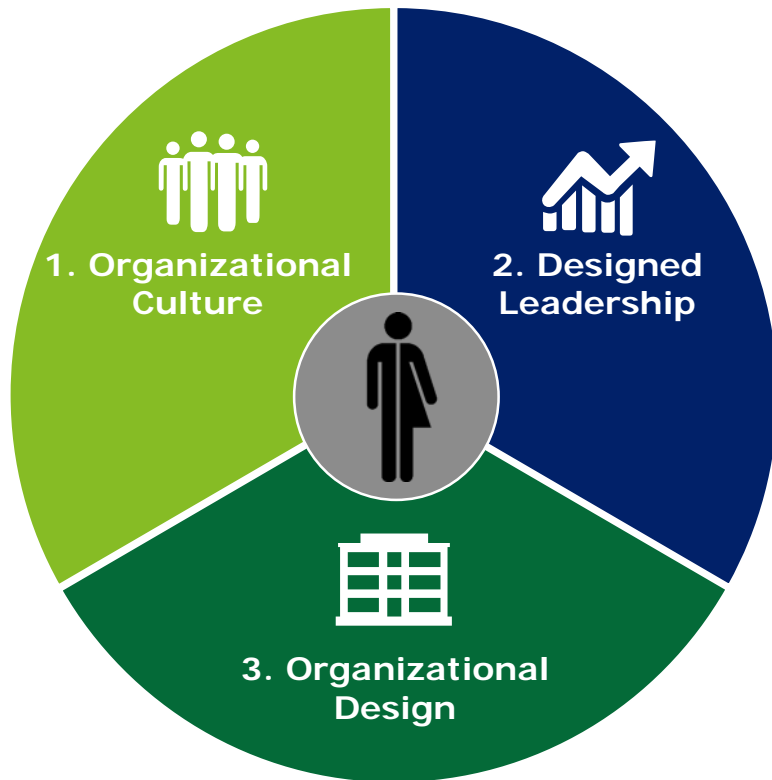 1. Organizational
Culture
2. Designed
Leadership
3. Organizational
Design